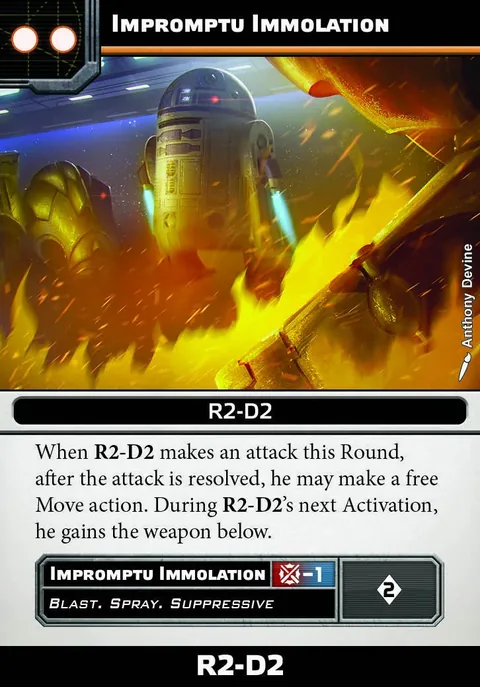 Impromptu Immolation
Anthony Devine
R2-D2
When R2-D2 makes an attack this Round,
after the attack is resolved, he may make a free
Move action. During R2-D2's next Activation,
he gains the weapon below.
Impromptu Immolation -1
2
Blast. Spray. Suppressive
R2-D2